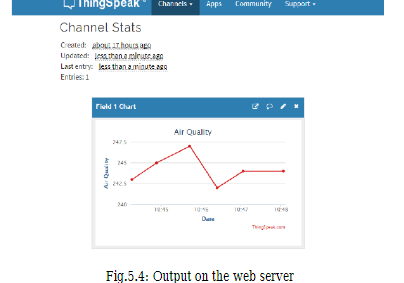 ThingSpeak™ Channels Apps Community Support
Channel Stats
Created: about 17 hours ago
Updated: less than a minute ago
Last entry: less than a minute ago
Entries: 1
Field 1 Chart
Air Quality
247.5
245
242.5
240
Air Quality
10:45 10:46 10:47 10:48
Date
ThingSpeak.com
Fig.5.4: Output on the web server